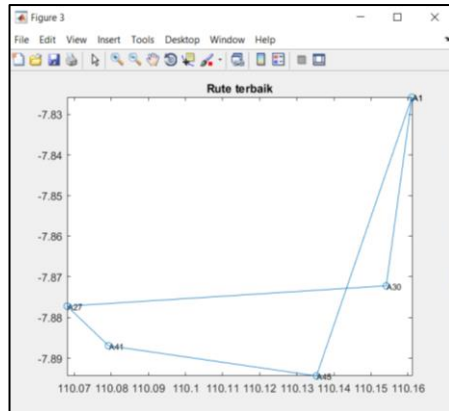 Figure 3
File Edit View Insert Tools Desktop Window Help
Rute terbaik
A1
-7.83
-7.84
-7.85
-7.86
-7.87
A30
A27
-7.88
A41
-7.89
A45
110.07 110.08 110.09 110.1 110.11 110.12 110.13 110.14 110.15 110.16